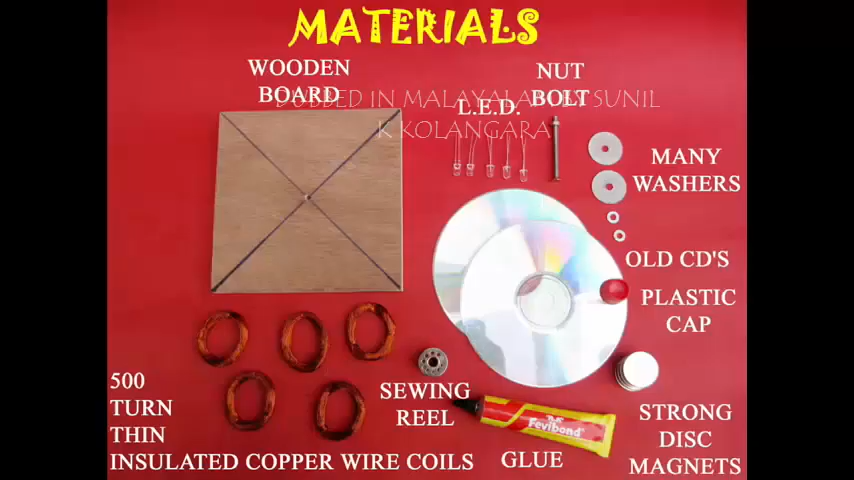 MATERIALS
WOODEN
BOARD
NUT
BOLT
L.E.D.
DUBBED IN MALAYALAM BY SUNIL
K KOLANGARA
MANY
WASHERS
OLD CD'S
PLASTIC
CAP
500
TURN
THIN
INSULATED COPPER WIRE COILS
SEWING
REEL
Fevibond
GLUE
STRONG
DISC
MAGNETS